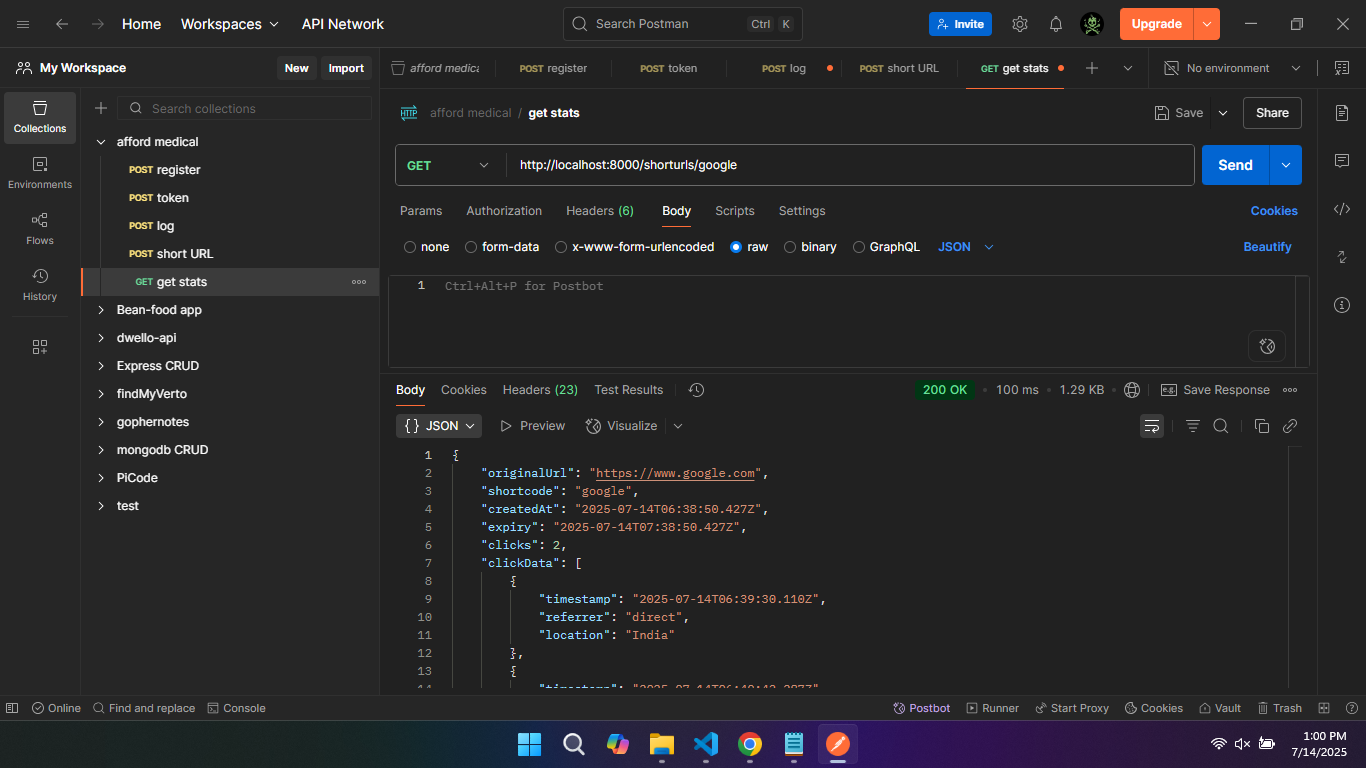 Home Workspaces API Network Search Postman Ctrl K Invite Upgrade
My Workspace New Import
afford medica POST register POST token POST log POST short URL GET get stats No environment
Collections
Environments
Flows
History
Search collections
afford medical
POST register
POST token
POST log
POST short URL
GET get stats
Bean-food app
dwello-api
Express CRUD
findMyVerto
gophernotes
mongodb CRUD
PiCode
test
HTTP afford medical / get stats Save Share
GET http://localhost:8000/shorturls/google Send
Params Authorization Headers (6) Body Scripts Settings Cookies
none form-data x-www-form-urlencoded raw binary GraphQL JSON Beautify
1 Ctrl+Alt+P for Postbot
Body Cookies Headers (23) Test Results 200 OK 100 ms 1.29 KB e.g. Save Response
{} JSON Preview Visualize
1 {
2 "originalUrl": "https://www.google.com",
3 "shortcode": "google",
4 "createdAt": "2025-07-14T06:38:50.427Z",
5 "expiry": "2025-07-14T07:38:50.427Z",
6 "clicks": 2,
7 "clickData": [
8 {
9 "timestamp": "2025-07-14T06:39:30.110Z",
10 "referrer": "direct",
11 "location": "India"
12 },
13 {
14 "timestamp":
Online Find and replace Console Postbot Runner Start Proxy Cookies Vault Trash
1:00 PM
7/14/2025